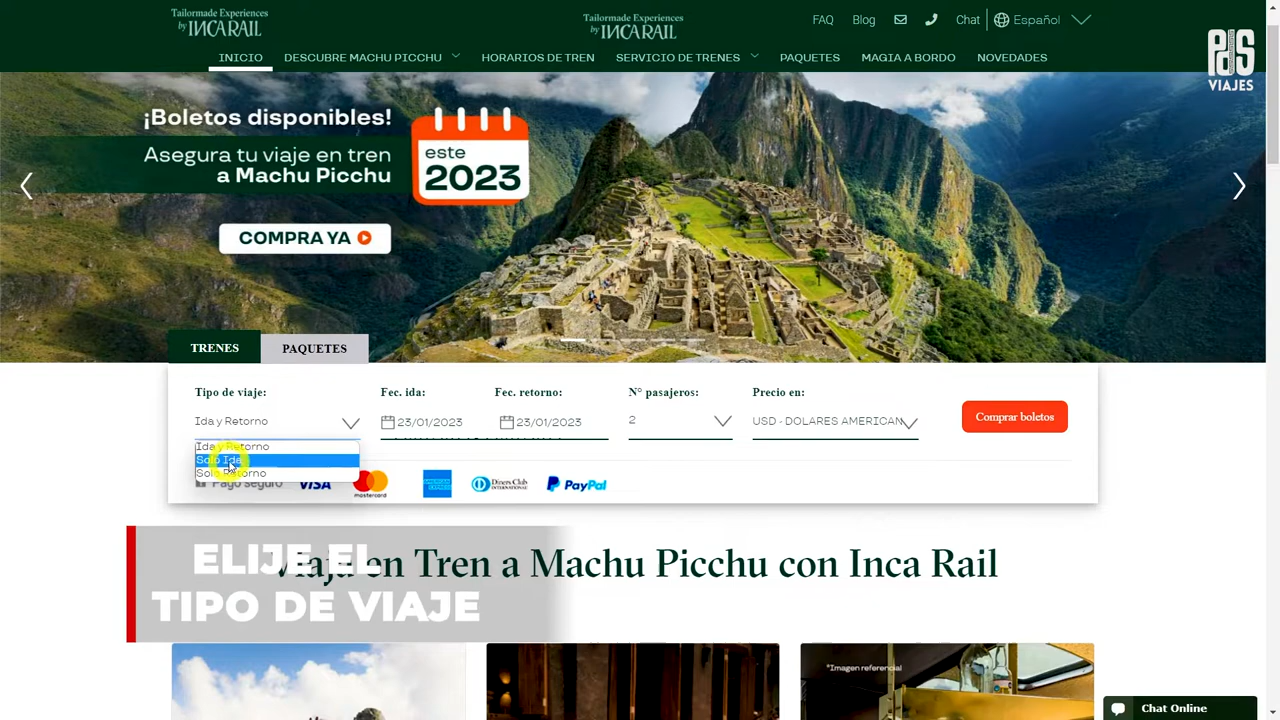 Tailormade Experiences
by INCA RAIL
Tailormade Experiences
by INCA RAIL
FAQ
Blog
Chat
Español
INICIO
DESCUBRE MACHU PICCHU
HORARIOS DE TREN
SERVICIO DE TRENES
PAQUETES
MAGIA A BORDO
NOVEDADES
PdS
VIAJES
¡Boletos disponibles!
Asegura tu viaje en tren
a Machu Picchu
este
2023
COMPRA YA
TRENES
PAQUETES
Tipo de viaje:
Fec. ida:
Fec. retorno:
N° pasajeros:
Precio en:
Ida y Retorno
23/01/2023
23/01/2023
2
USD - DOLARES AMERICAN
Comprar boletos
Ida y Retorno
Solo Ida
Solo Retorno
Pago seguro
VISA
mastercard
AMERICAN EXPRESS
Diners Club
INTERNATIONAL
PayPal
ELIJE EL
TIPO DE VIAJE
Viaja en Tren a Machu Picchu con Inca Rail
*Imagen referencial
Chat Online